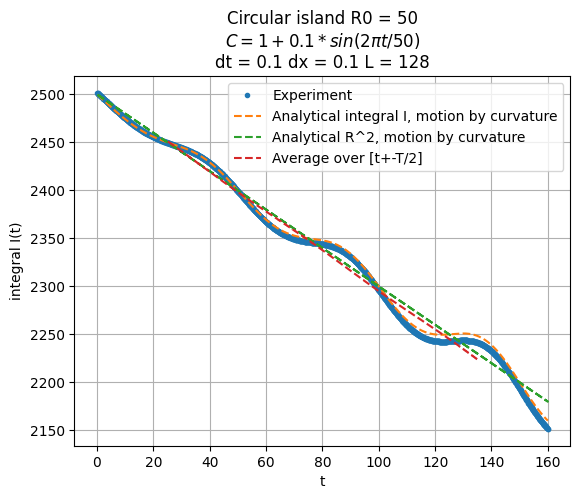 Circular island R0 = 50
C = 1 + 0.1 * sin(2πt/50)
dt = 0.1 dx = 0.1 L = 128
Experiment
Analytical integral I, motion by curvature
Analytical R^2, motion by curvature
Average over [t+-T/2]
integral I(t)
2500
2450
2400
2350
2300
2250
2200
2150
0
20
40
60
80
100
120
140
160
t